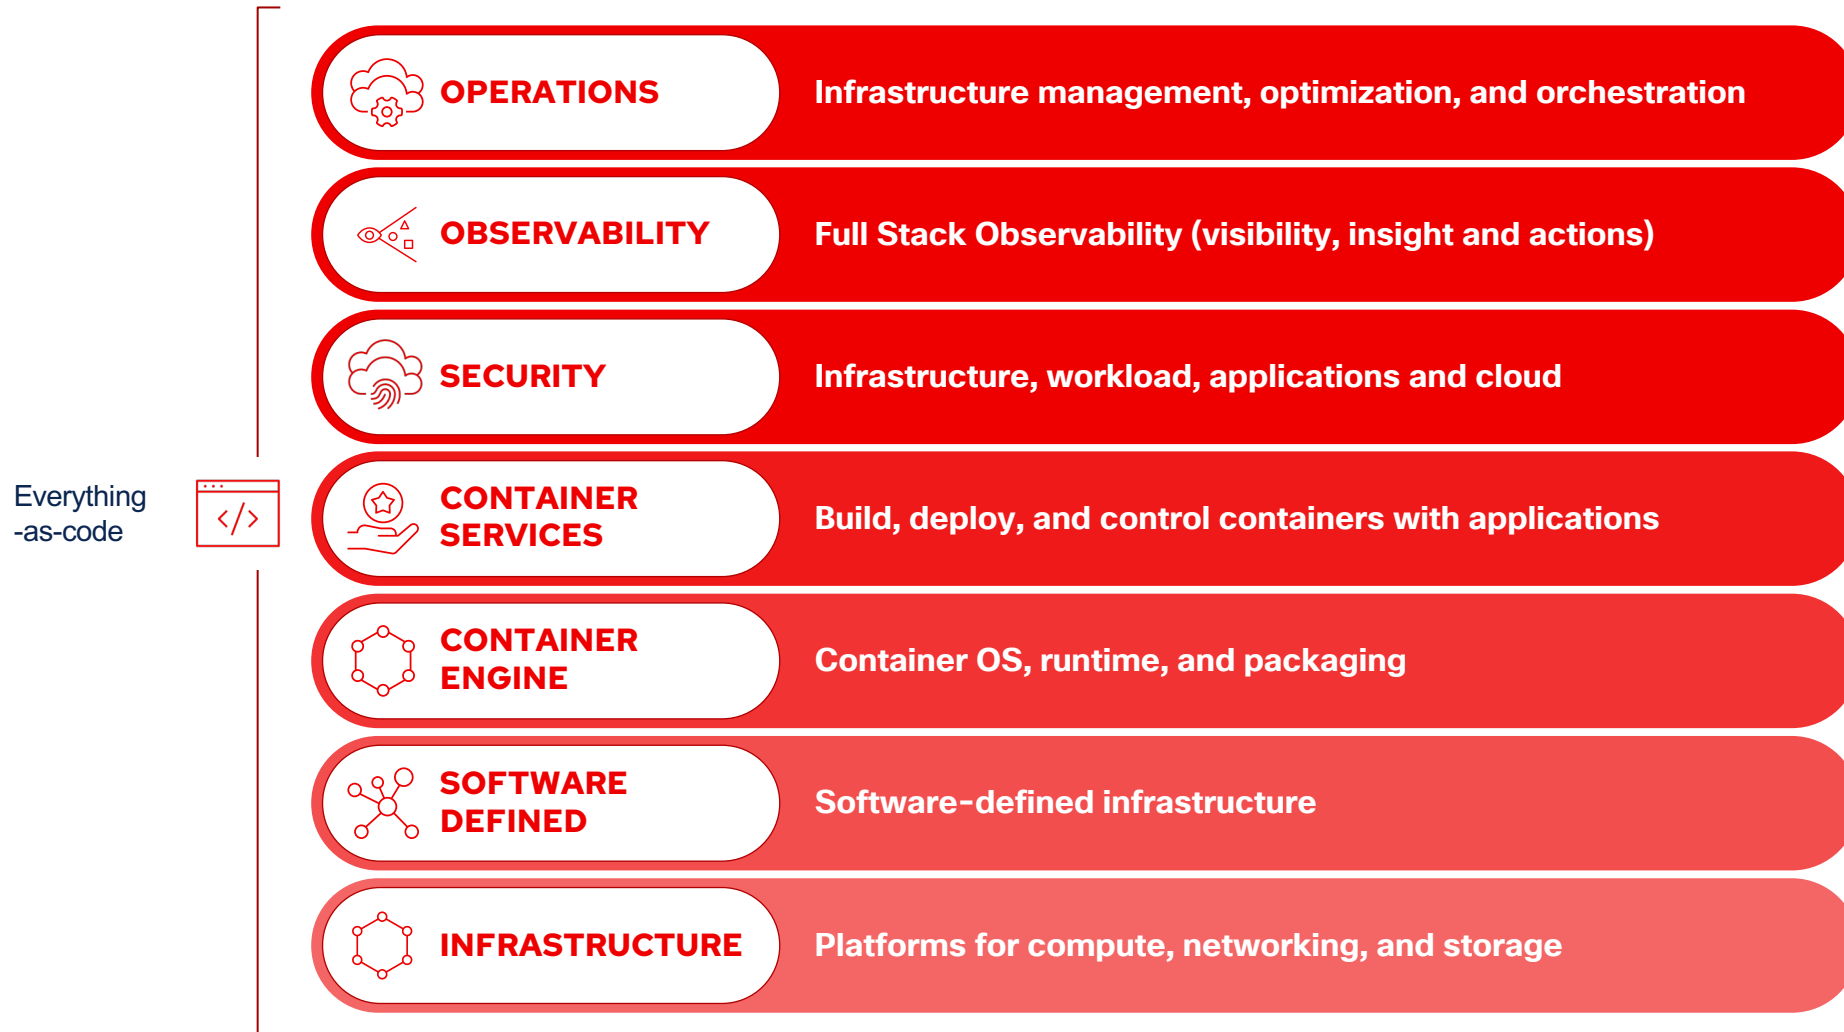 OPERATIONS
Infrastructure management, optimization, and orchestration
OBSERVABILITY
Full Stack Observability (visibility, insight and actions)
SECURITY
Infrastructure, workload, applications and cloud
Everything
-as-code
</>
CONTAINER
SERVICES
Build, deploy, and control containers with applications
CONTAINER
ENGINE
Container OS, runtime, and packaging
SOFTWARE
DEFINED
Software-defined infrastructure
INFRASTRUCTURE
Platforms for compute, networking, and storage